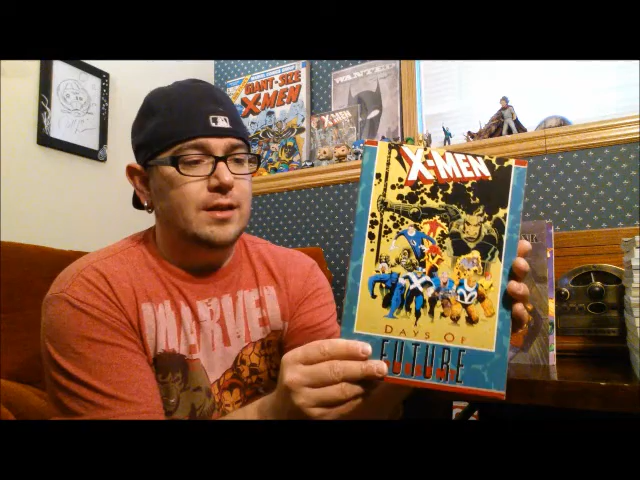 GIANT-SIZE
X-MEN
WANTED
X-MEN
DAYS OF
FUTURE
MARVEL